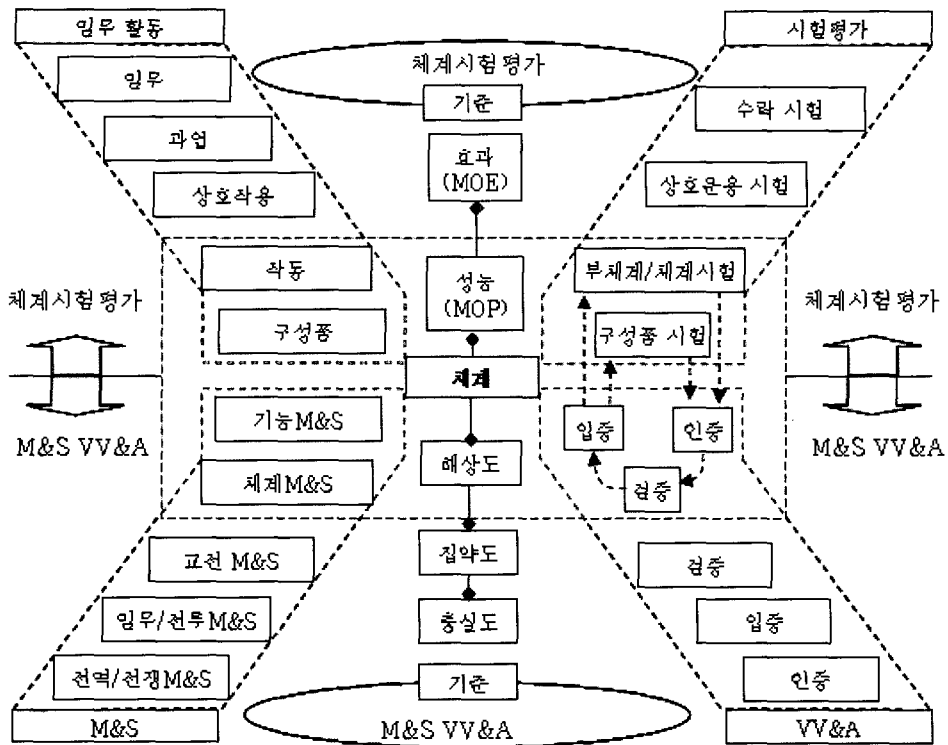 임무 활동
시험평가
체계시험평가
기준
임무
과업
상호작용
수락 시험
상호운용 시험
효과
(MOE)
작동
구성품
성능
(MOP)
부체계/체계시험
구성품 시험
체계시험평가
체계시험평가
체계
M&S VV&A
M&S VV&A
기능M&S
체계M&S
입증
인증
검증
해상도
집약도
충실도
교전 M&S
임무/전투M&S
전역/전쟁M&S
검증
입증
인증
기준
M&S
M&S VV&A
VV&A